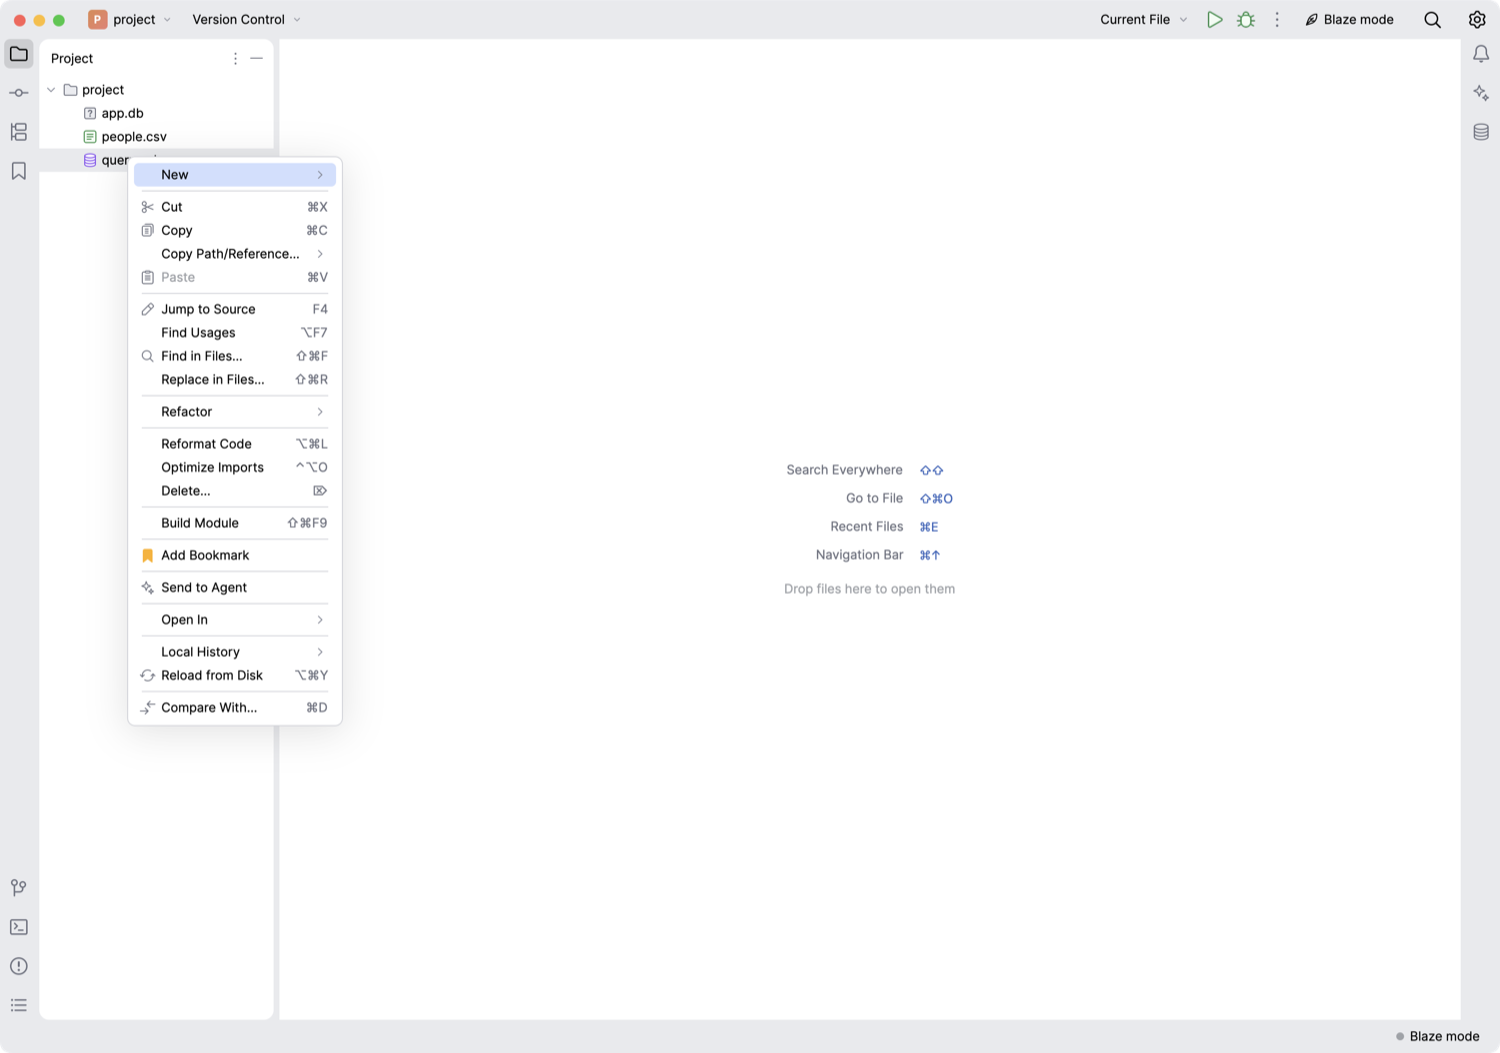 P project Version Control Current File Blaze mode
Project
project
app.db
people.csv
New
Cut ⌘X
Copy ⌘C
Copy Path/Reference...
Paste ⌘V
Jump to Source F4
Find Usages ⌥F7
Find in Files... ⇧⌘F
Replace in Files... ⇧⌘R
Refactor
Reformat Code ⌥⌘L
Optimize Imports ^⌥O
Delete... ⌦
Build Module ⇧⌘F9
Add Bookmark
Send to Agent
Open In
Local History
Reload from Disk ⌥⌘Y
Compare With... ⌘D
Search Everywhere ⇧⇧
Go to File ⇧⌘O
Recent Files ⌘E
Navigation Bar ⌘↑
Drop files here to open them
Blaze mode